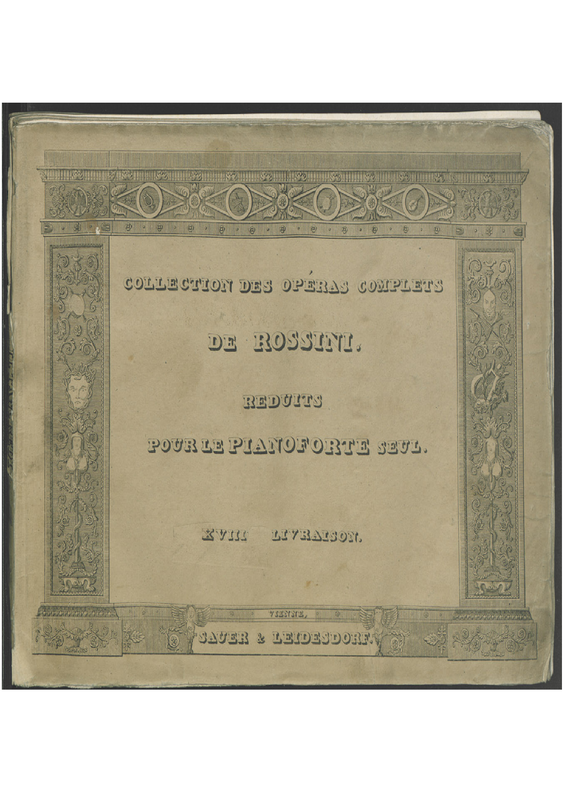 COLLECTION DES OPÉRAS COMPLETS
DE ROSSINI.
REDUITS
POUR LE PIANOFORTE SEUL.
XVIII LIVRAISON.
VIENNE,
SAUER & LEIDESDORF.